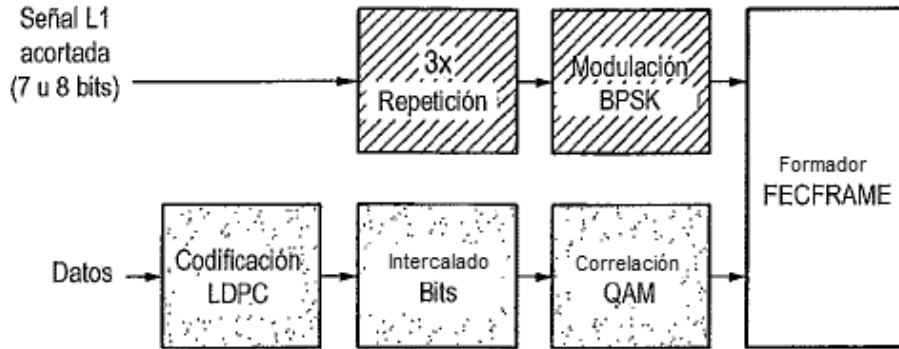 Señal L1
acortada
(7 u 8 bits)
3x
Repetición
Modulación
BPSK
Formador
FECFRAME
Datos
Codificación
LDPC
Intercalado
Bits
Correlación
QAM